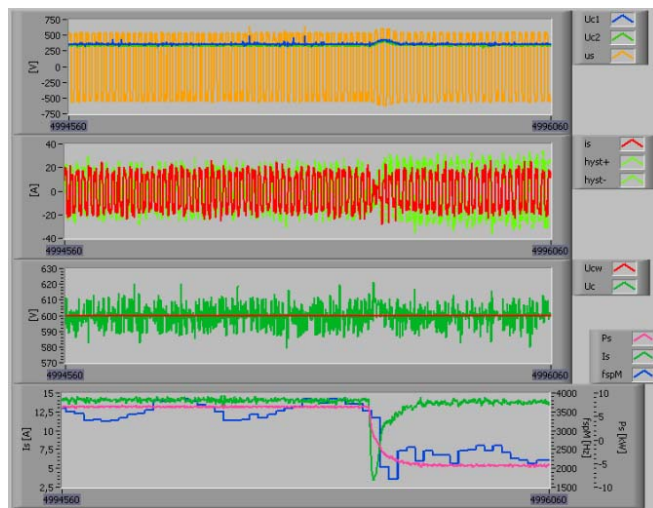 750
500
250
0
-250
-500
-750
[V]
4994560
4996060
Uc1
Uc2
us
40
20
0
-20
-40
[A]
4994560
4996060
is
hyst+
hyst-
630
620
610
600
590
580
570
[V]
4994560
4996060
Ucw
Uc
Ps
Is
fspM
15
12,5
10
7,5
5
2,5
Is [A]
4994560
4996060
4000
3500
3000
2500
2000
1500
fspM [Hz]
10
5
0
-5
-10
Ps [kW]